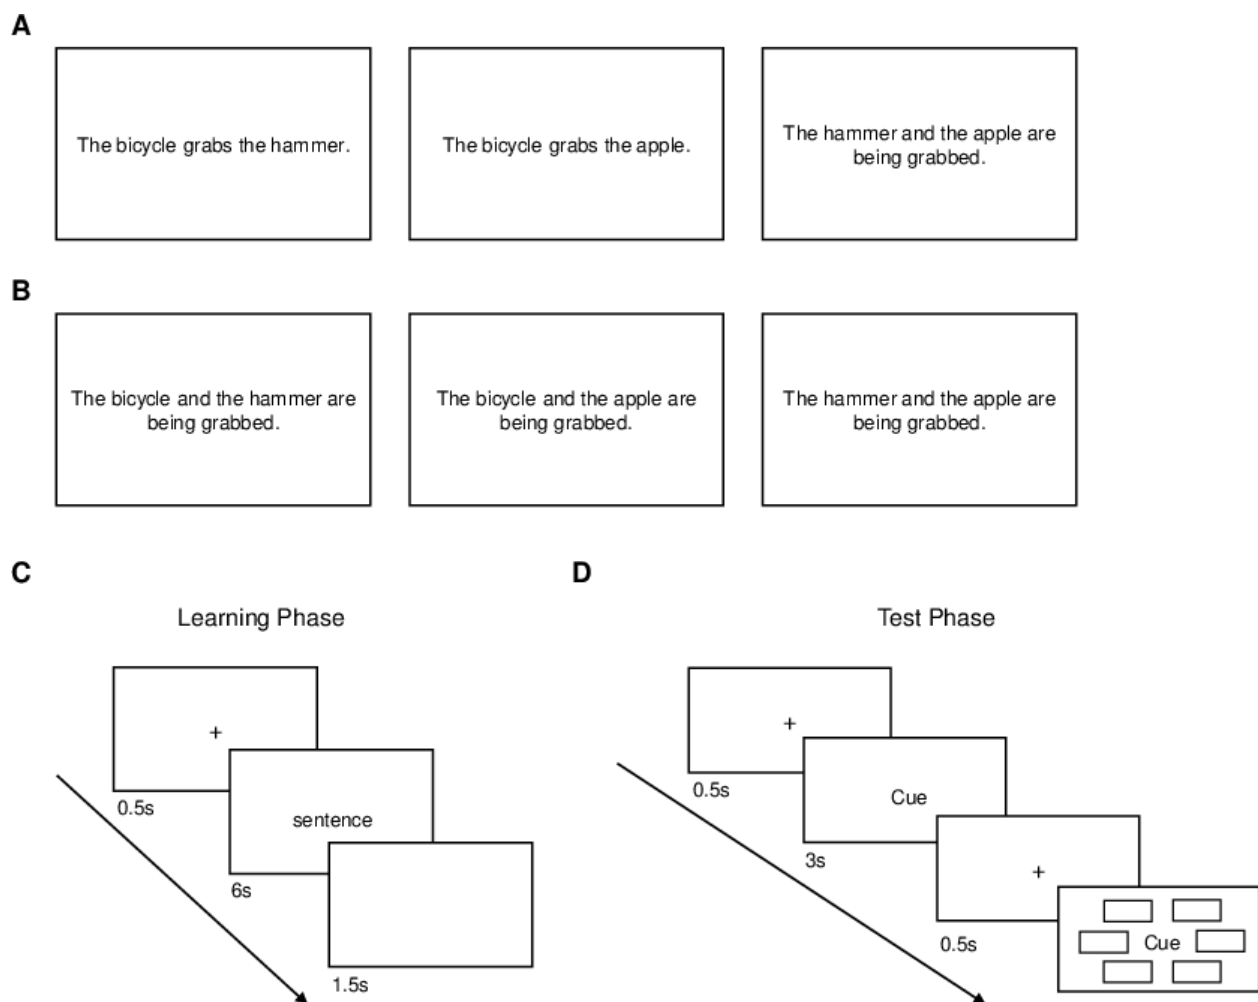 A
The bicycle grabs the hammer.
The bicycle grabs the apple.
The hammer and the apple are
being grabbed.
B
The bicycle and the hammer are
being grabbed.
The bicycle and the apple are
being grabbed.
The hammer and the apple are
being grabbed.
C
Learning Phase
+
0.5s
sentence
6s
1.5s
D
Test Phase
+
0.5s
Cue
3s
+
0.5s
Cue